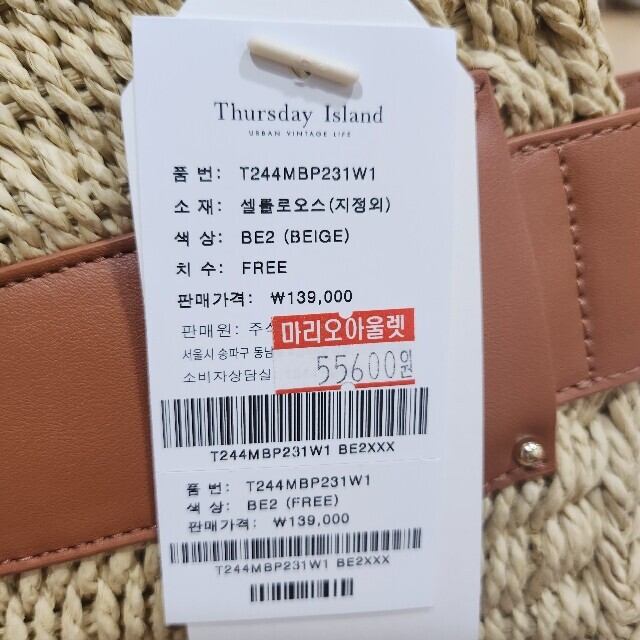 Thursday Island
URBAN VINTAGE LIFE
품 번: T244MBP231W1
소 재: 셀룰로오스(지정외)
색 상: BE2 (BEIGE)
치 수: FREE
판매가격: ₩139,000
판매원: 주식
마리오아울렛
서울시 송파구 동남
55600원
소비자상담실
T244MBP231W1 BE2XXX
품 번: T244MBP231W1
색 상: BE2 (FREE)
판매가격: ₩139,000
T244MBP231W1 BE2XXX